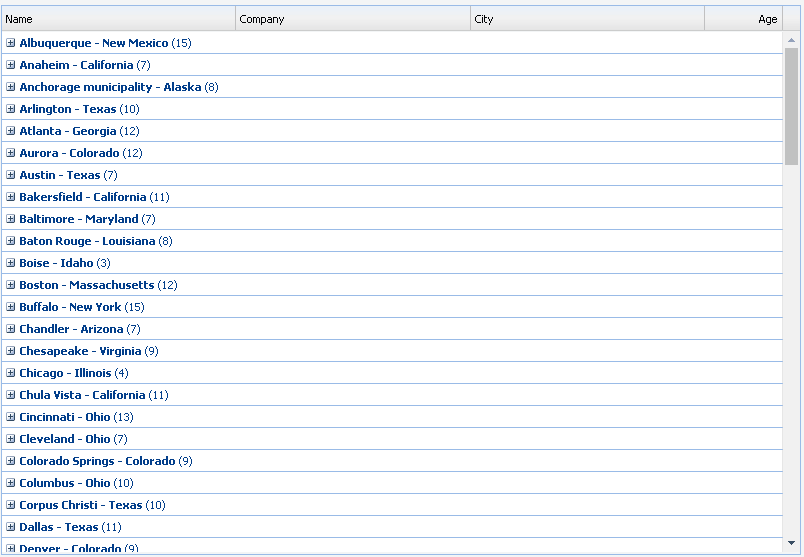 Name Company City Age
Albuquerque - New Mexico (15)
Anaheim - California (7)
Anchorage municipality - Alaska (8)
Arlington - Texas (10)
Atlanta - Georgia (12)
Aurora - Colorado (12)
Austin - Texas (7)
Bakersfield - California (11)
Baltimore - Maryland (7)
Baton Rouge - Louisiana (8)
Boise - Idaho (3)
Boston - Massachusetts (12)
Buffalo - New York (15)
Chandler - Arizona (7)
Chesapeake - Virginia (9)
Chicago - Illinois (4)
Chula Vista - California (11)
Cincinnati - Ohio (13)
Cleveland - Ohio (7)
Colorado Springs - Colorado (9)
Columbus - Ohio (10)
Corpus Christi - Texas (10)
Dallas - Texas (11)
Denver - Colorado (9)